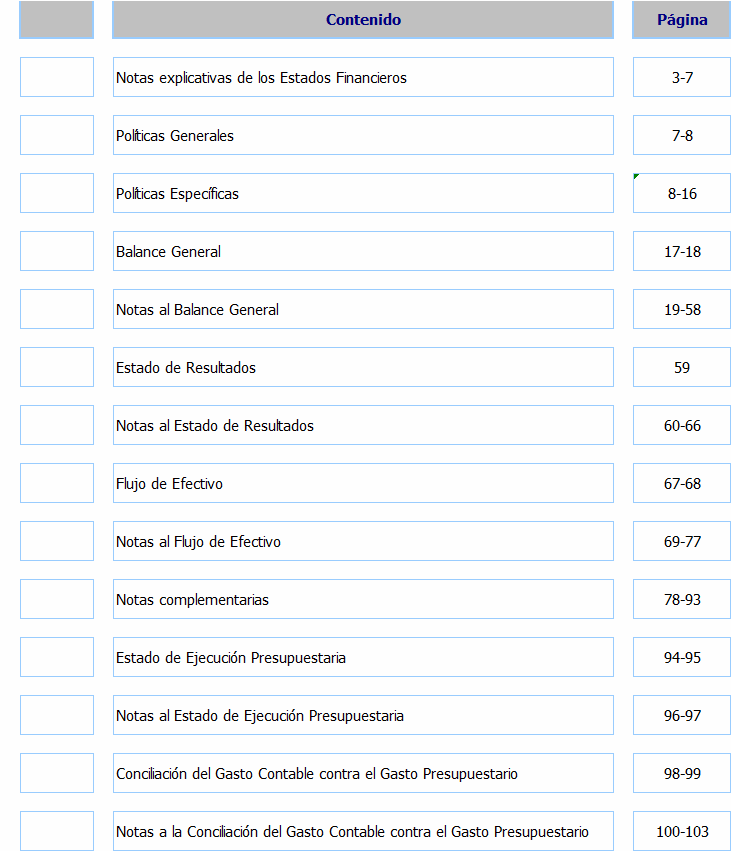 Contenido Página
Notas explicativas de los Estados Financieros 3-7
Políticas Generales 7-8
Políticas Específicas 8-16
Balance General 17-18
Notas al Balance General 19-58
Estado de Resultados 59
Notas al Estado de Resultados 60-66
Flujo de Efectivo 67-68
Notas al Flujo de Efectivo 69-77
Notas complementarias 78-93
Estado de Ejecución Presupuestaria 94-95
Notas al Estado de Ejecución Presupuestaria 96-97
Conciliación del Gasto Contable contra el Gasto Presupuestario 98-99
Notas a la Conciliación del Gasto Contable contra el Gasto Presupuestario 100-103